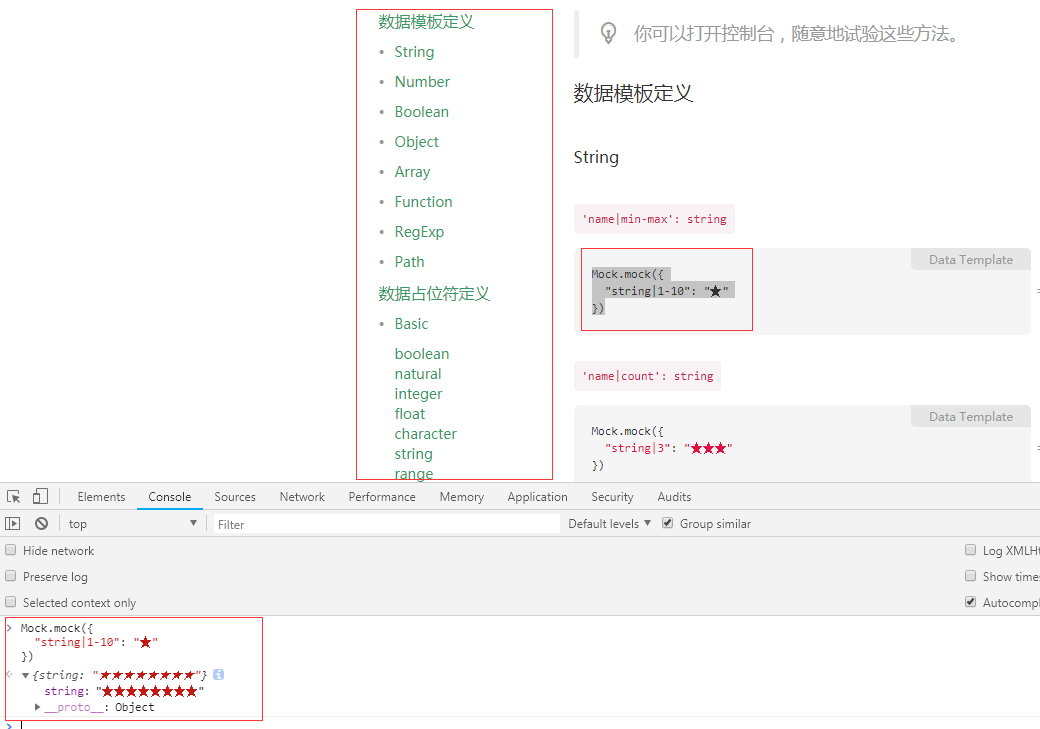 数据模板定义
• String
• Number
• Boolean
• Object
• Array
• Function
• RegExp
• Path
数据占位符定义
• Basic
boolean
natural
integer
float
character
string
range
你可以打开控制台，随意地试验这些方法。
数据模板定义
String
'name|min-max': string
Data Template
Mock.mock({
"string|1-10": "★"
})
'name|count': string
Data Template
Mock.mock({
"string|3": "★★★"
})
Elements Console Sources Network Performance Memory Application Security Audits
top ▼ Filter Default levels ▼ Group similar
Hide network Log XMLHt
Preserve log Show times
Selected context only Autocompl
> Mock.mock({
"string|1-10": "★"
})
▼{string: "★★★★★★★★"}
string: "★★★★★★★★"
▶__proto__: Object
>